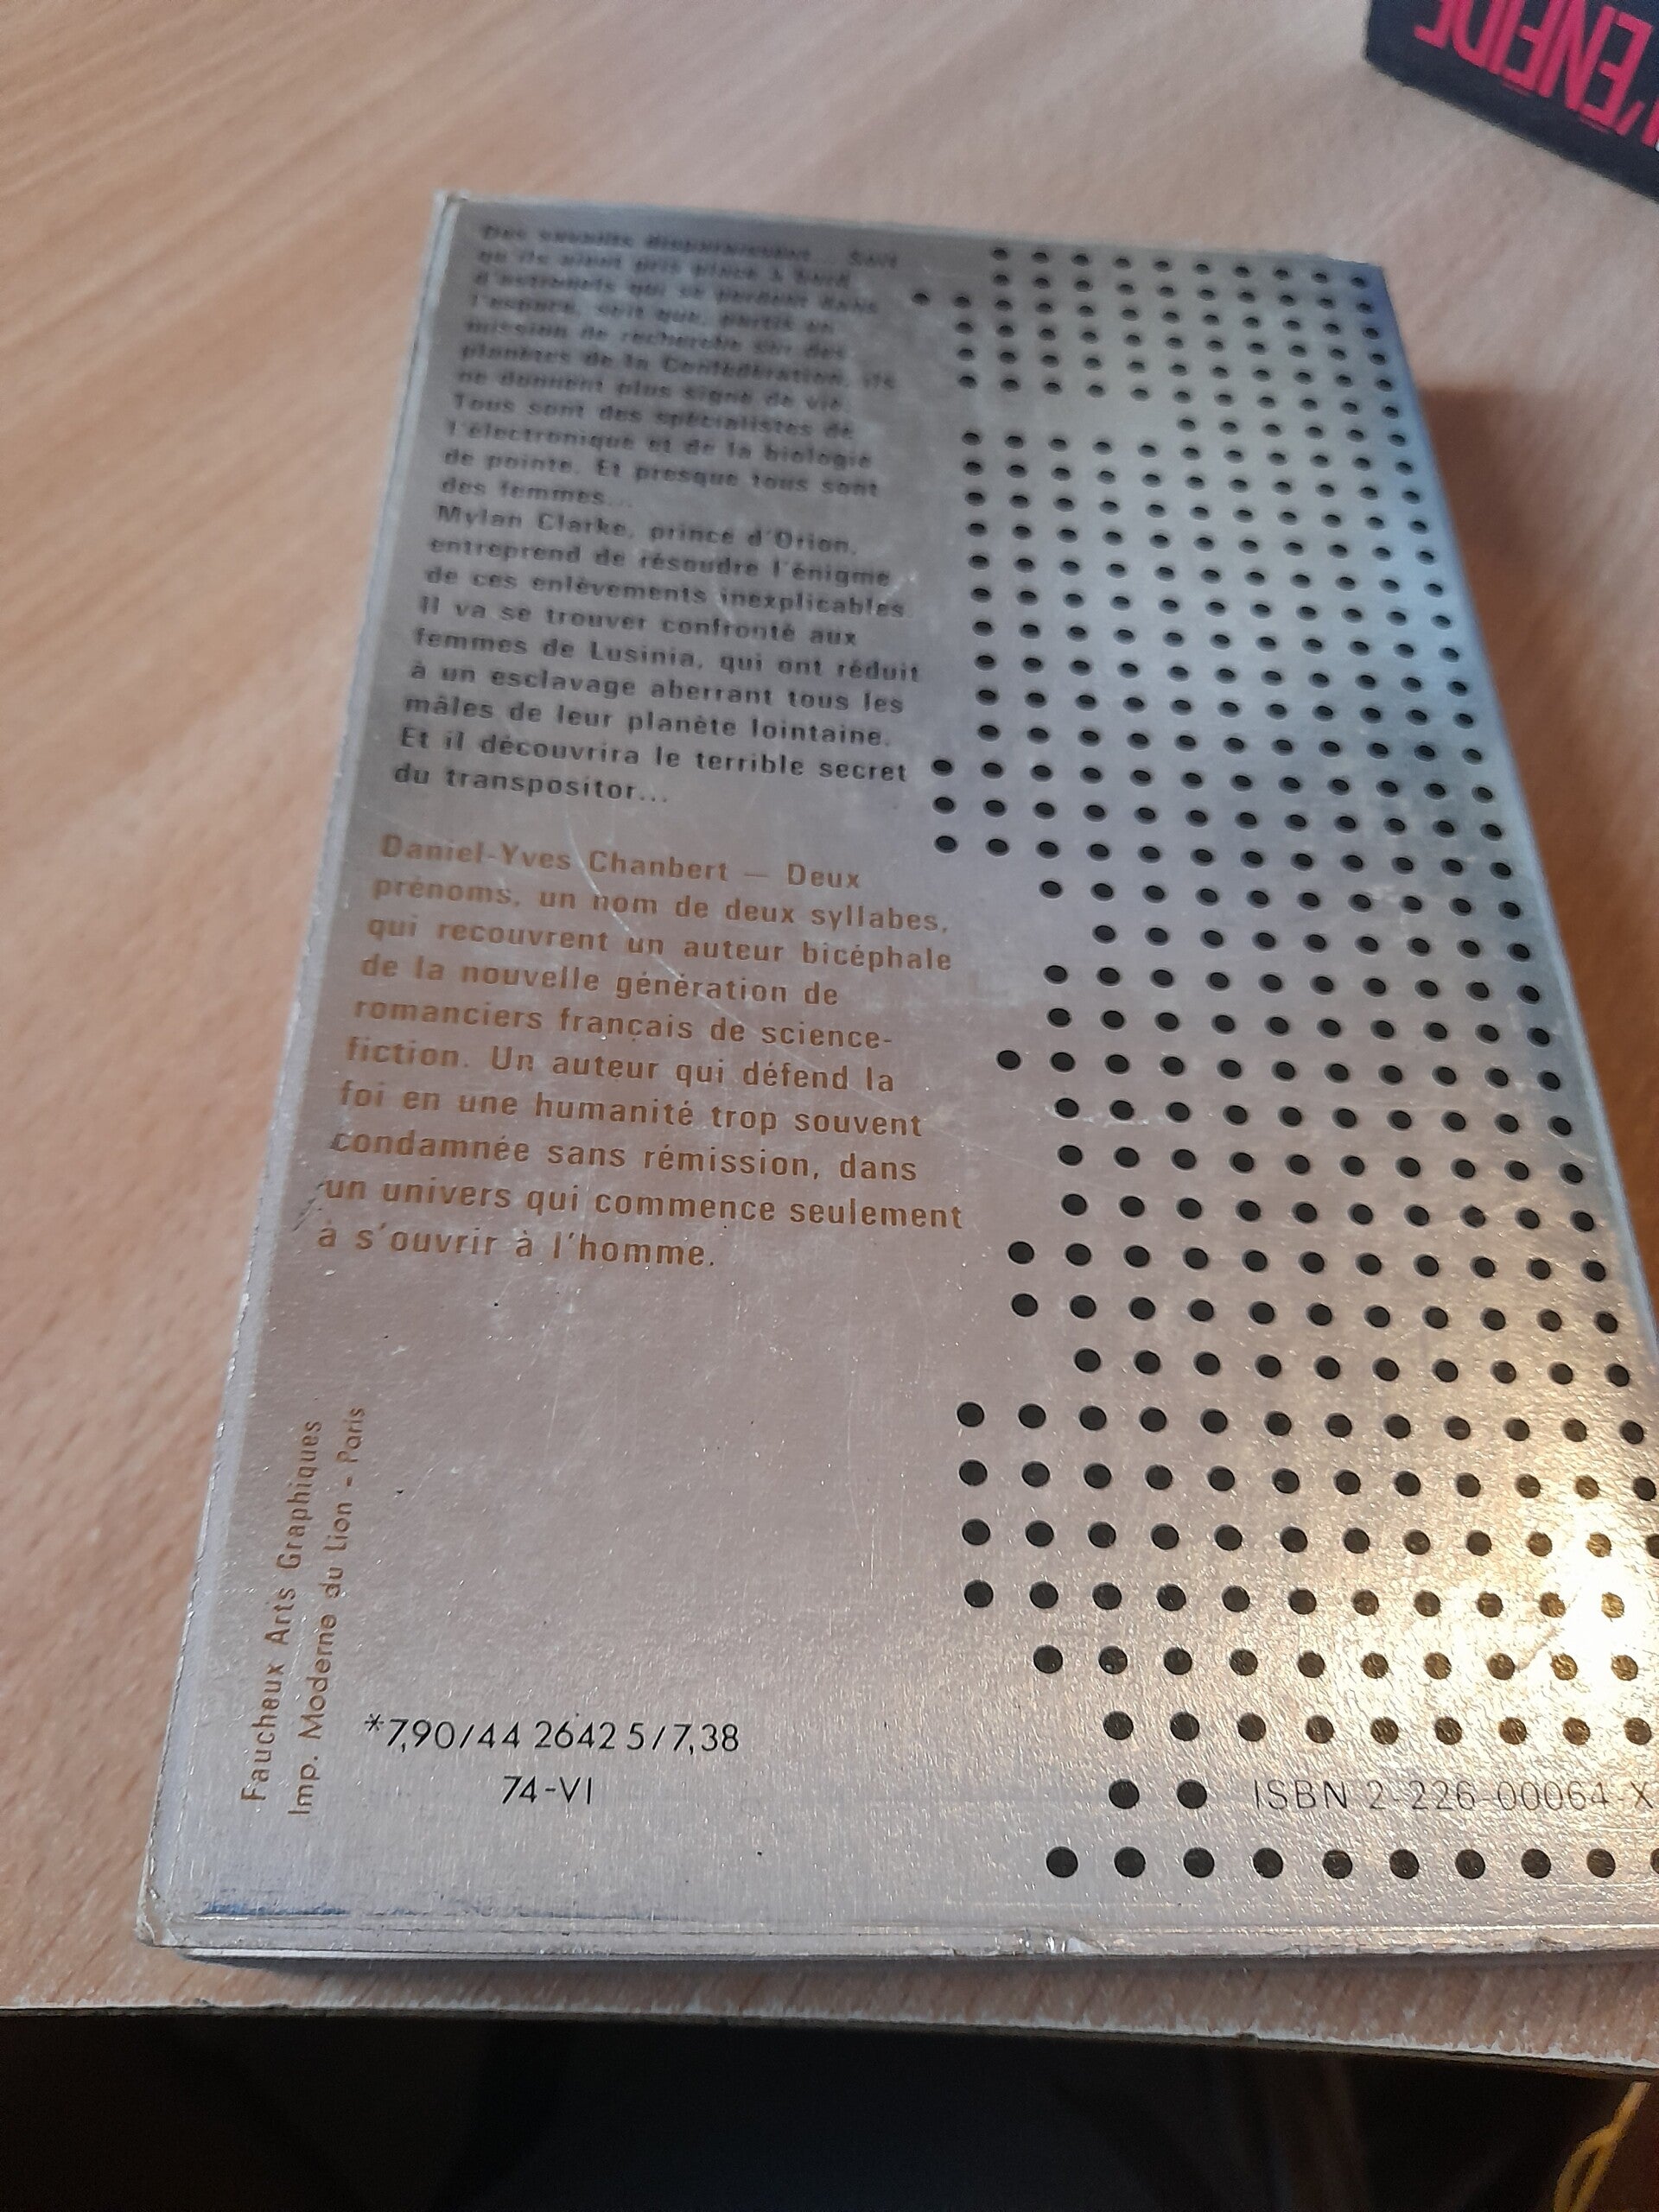 L'ENFIDE
Des savants disparaissent... Soit
qu'ils aient pris place à bord
d'astronefs qui se perdent dans
l'espace, soit que, partis en
mission de recherche sur des
planètes de la Confédération, ils
ne donnent plus signe de vie.
Tous sont des spécialistes de
l'électronique et de la biologie
de pointe. Et presque tous sont
des femmes...
Mylan Clarke, prince d'Orion,
entreprend de résoudre l'énigme
de ces enlèvements inexplicables.
Il va se trouver confronté aux
femmes de Lusinia, qui ont réduit
à un esclavage aberrant tous les
mâles de leur planète lointaine.
Et il découvrira le terrible secret
du transpositor...
Daniel-Yves Chanbert — Deux
prénoms, un nom de deux syllabes,
qui recouvrent un auteur bicéphale
de la nouvelle génération de
romanciers français de science-
fiction. Un auteur qui défend la
foi en une humanité trop souvent
condamnée sans rémission, dans
un univers qui commence seulement
à s'ouvrir à l'homme.
Faucheux Arts Graphiques
Imp. Moderne du Lion - Paris
*7,90/44 2642 5/7,38
74-VI
ISBN 2-226-00064-X